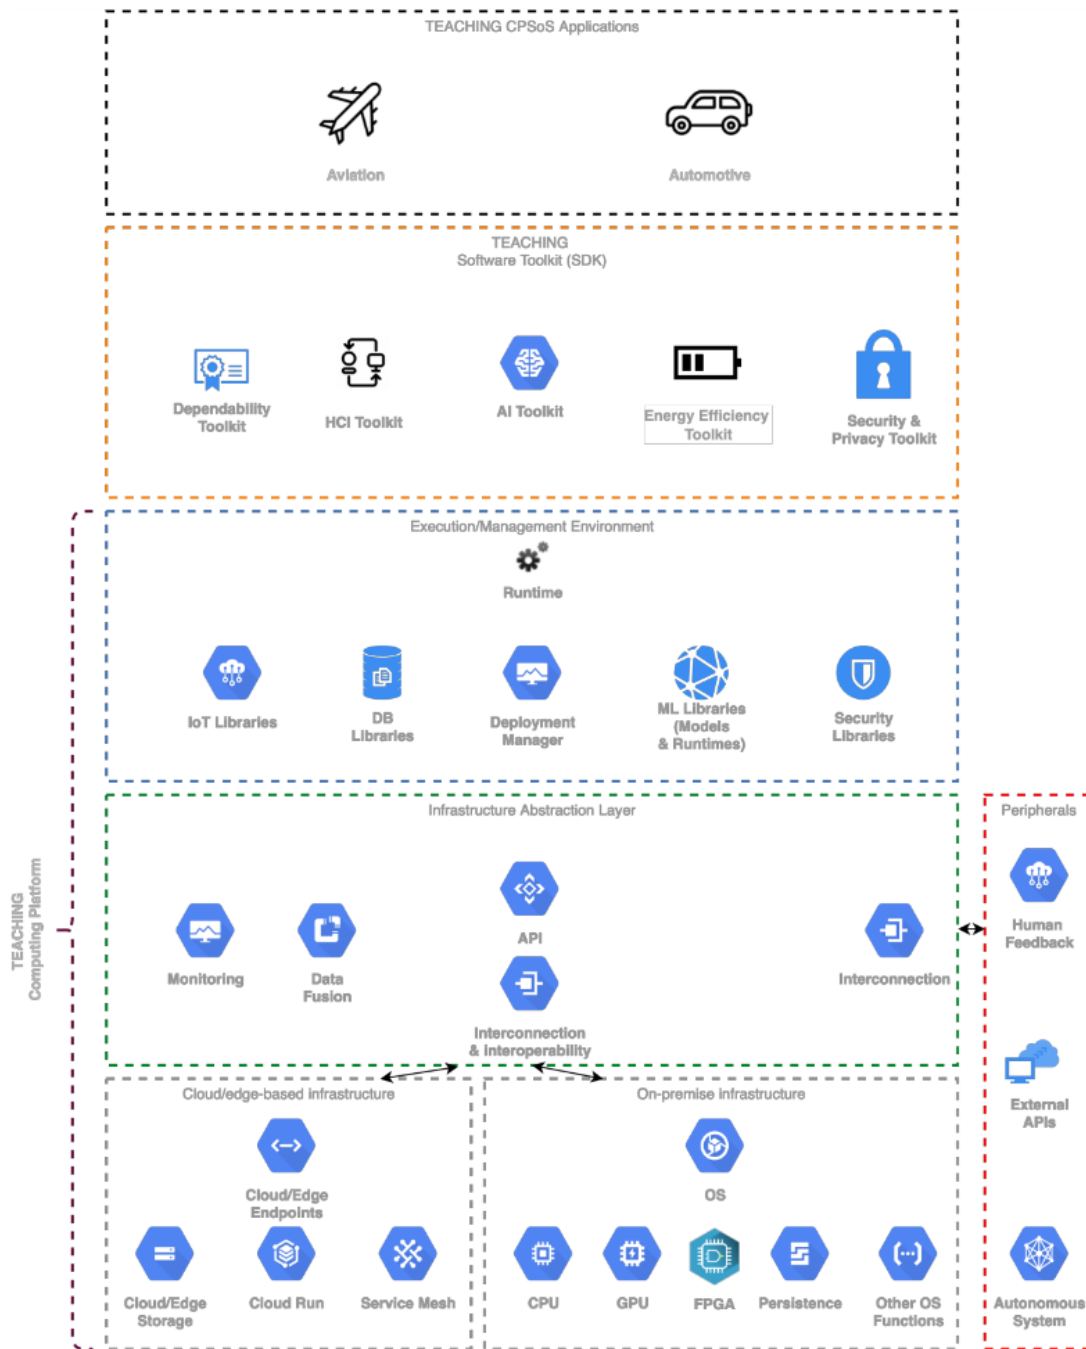 TEACHING CPSoS Applications
Aviation
Automotive
TEACHING
Software Toolkit (SDK)
Dependability
Toolkit
HCI Toolkit
AI Toolkit
Energy Efficiency
Toolkit
Security &
Privacy Toolkit
Execution/Management Environment
Runtime
IoT Libraries
DB
Libraries
Deployment
Manager
ML Libraries
(Models
& Runtimes)
Security
Libraries
TEACHING
Computing Platform
Infrastructure Abstraction Layer
Monitoring
Data
Fusion
API
Interconnection
& Interoperability
Interconnection
Peripherals
Human
Feedback
External
APIs
Autonomous
System
Cloud/edge-based infrastructure
Cloud/Edge
Endpoints
Cloud/Edge
Storage
Cloud Run
Service Mesh
On-premise infrastructure
OS
CPU
GPU
FPGA
Persistence
Other OS
Functions